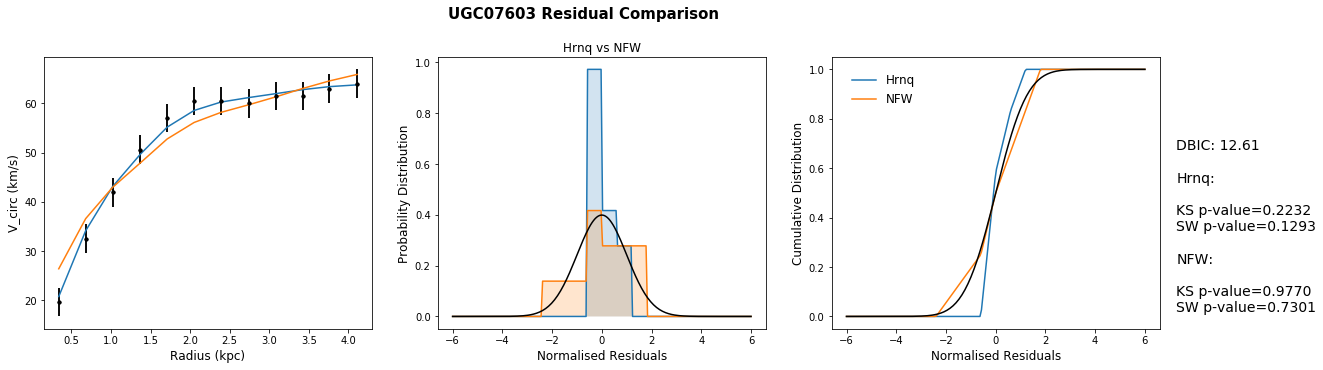 UGC07603 Residual Comparison
V_circ (km/s)
60
50
40
30
20
0.5 1.0 1.5 2.0 2.5 3.0 3.5 4.0
Radius (kpc)
Hrnq vs NFW
Probability Distribution
1.0
0.8
0.6
0.4
0.2
0.0
−6 −4 −2 0 2 4 6
Normalised Residuals
Cumulative Distribution
1.0
0.8
0.6
0.4
0.2
0.0
Hrnq
NFW
−6 −4 −2 0 2 4 6
Normalised Residuals
DBIC: 12.61
Hrnq:
KS p-value=0.2232
SW p-value=0.1293
NFW:
KS p-value=0.9770
SW p-value=0.7301